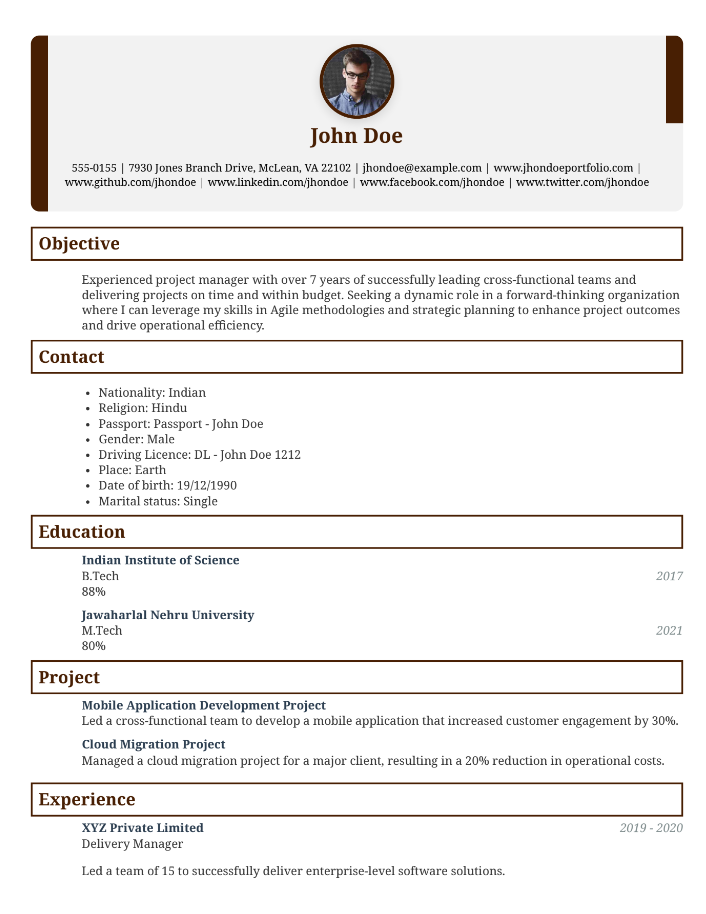 John Doe
555-0155 | 7930 Jones Branch Drive, McLean, VA 22102 | jhondoe@example.com | www.jhondoeportfolio.com |
www.github.com/jhondoe | www.linkedin.com/jhondoe | www.facebook.com/jhondoe | www.twitter.com/jhondoe
Objective
Experienced project manager with over 7 years of successfully leading cross-functional teams and
delivering projects on time and within budget. Seeking a dynamic role in a forward-thinking organization
where I can leverage my skills in Agile methodologies and strategic planning to enhance project outcomes
and drive operational efficiency.
Contact
• Nationality: Indian
• Religion: Hindu
• Passport: Passport - John Doe
• Gender: Male
• Driving Licence: DL - John Doe 1212
• Place: Earth
• Date of birth: 19/12/1990
• Marital status: Single
Education
Indian Institute of Science
B.Tech 2017
88%
Jawaharlal Nehru University
M.Tech 2021
80%
Project
Mobile Application Development Project
Led a cross-functional team to develop a mobile application that increased customer engagement by 30%.
Cloud Migration Project
Managed a cloud migration project for a major client, resulting in a 20% reduction in operational costs.
Experience
XYZ Private Limited 2019 - 2020
Delivery Manager
Led a team of 15 to successfully deliver enterprise-level software solutions.